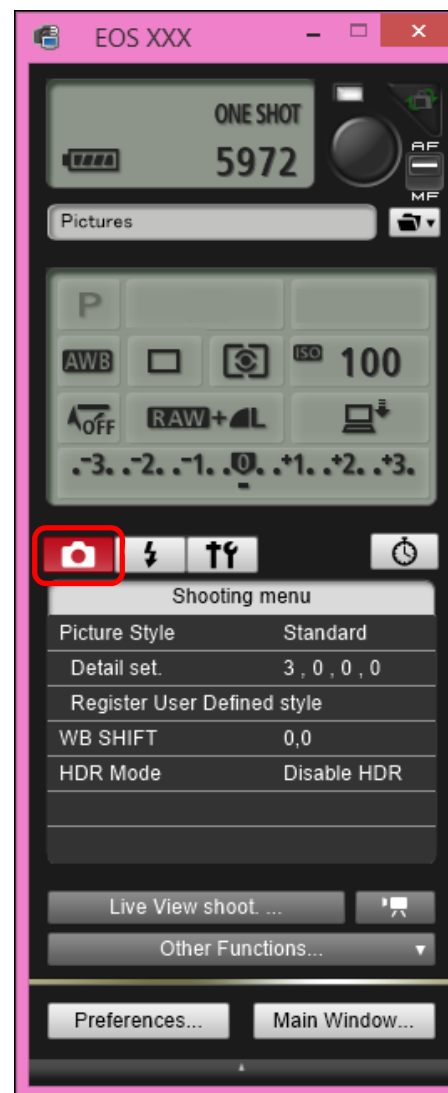 EOS XXX
ONE SHOT
5972
AF
MF
Pictures
P
AWB
ISO 100
OFF RAW+L
.-3. .-2. .-1. .0. .+1. .+2. .+3.
Shooting menu
Picture Style Standard
Detail set. 3 , 0 , 0 , 0
Register User Defined style
WB SHIFT 0,0
HDR Mode Disable HDR
Live View shoot. ...
Other Functions...
Preferences... Main Window...